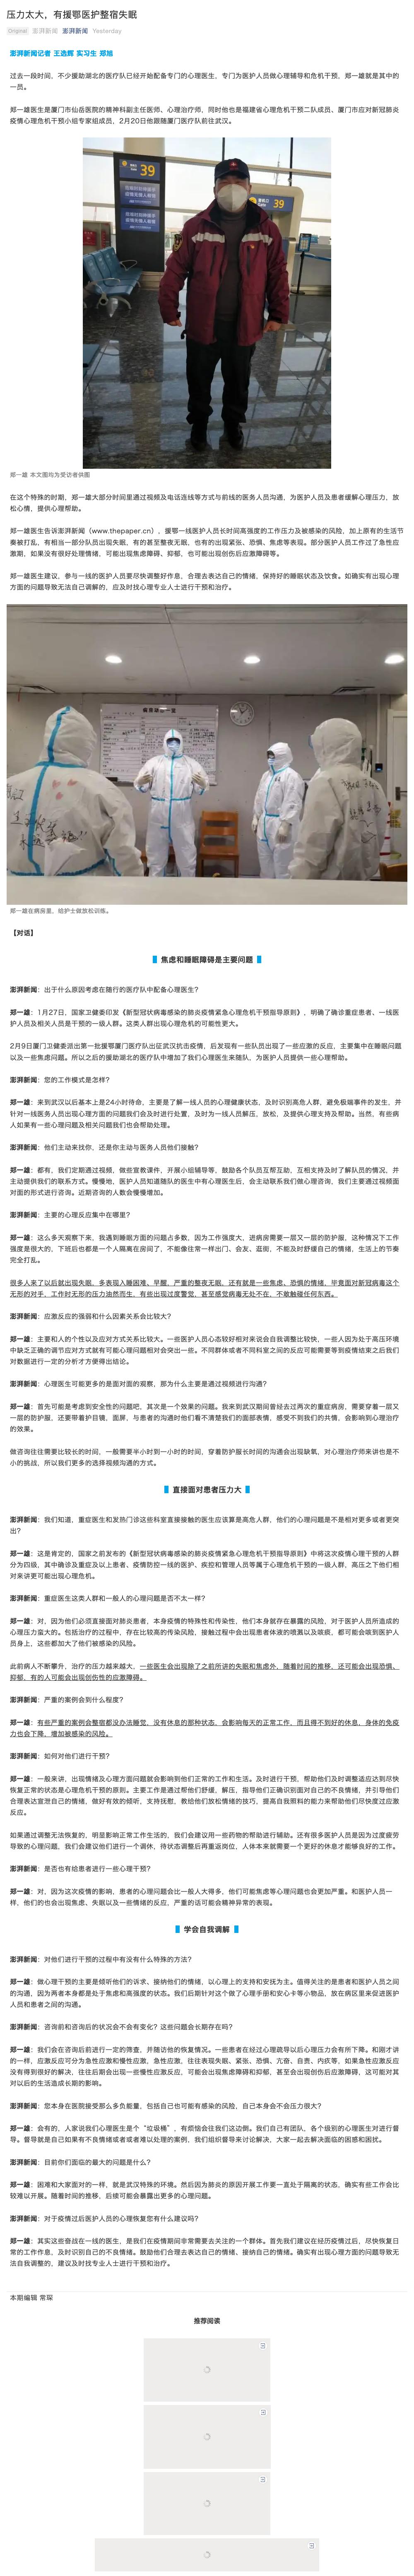 压力太大，有援鄂医护整宿失眠
Original 澎湃新闻 澎湃新闻 Yesterday
澎湃新闻记者 王选辉 实习生 郑旭
过去一段时间，不少援助湖北的医疗队已经开始配备专门的心理医生，专门为医护人员做心理辅导和危机干预，郑一雄就是其中的
一员。
郑一雄医生是厦门市仙岳医院的精神科副主任医师、心理治疗师，同时他也是福建省心理危机干预二队成员、厦门市应对新冠肺炎
疫情心理危机干预小组专家组成员，2月20日他跟随厦门医疗队前往武汉。
39
39
郑一雄 本文图均为受访者供图
在这个特殊的时期，郑一雄大部分时间里通过视频及电话连线等方式与前线的医务人员沟通，为医护人员及患者缓解心理压力，放
松心情，提供心理帮助。
郑一雄医生告诉澎湃新闻（www.thepaper.cn），援鄂一线医护人员长时间高强度的工作压力及被感染的风险，加上原有的生活节
奏被打乱，有相当一部分队员出现失眠，有的甚至整夜无眠，也有的出现紧张、恐惧、焦虑等表现。部分医护人员工作过了急性应
激期，如果没有很好处理情绪，可能出现焦虑障碍、抑郁，也可能出现创伤后应激障碍等。
郑一雄医生建议，参与一线的医护人员要尽快调整好作息，合理去表达自己的情绪，保持好的睡眠状态及饮食。如确实有出现心理
方面的问题导致无法自己调解的，应及时找心理专业人士进行干预和治疗。
郑一雄在病房里，给护士做放松训练。
【对话】
焦虑和睡眠障碍是主要问题
澎湃新闻：出于什么原因考虑在随行的医疗队中配备心理医生？
郑一雄：1月27日，国家卫健委印发《新型冠状病毒感染的肺炎疫情紧急心理危机干预指导原则》，明确了确诊重症患者、一线医
护人员及相关人员是干预的一级人群。这类人群出现心理危机的可能性更大。
2月9日厦门卫健委派出第一批援鄂厦门医疗队出征武汉抗击疫情，后发现有一些队员出现了一些应激的反应，主要集中在睡眠问题
以及一些焦虑问题。所以之后的援助湖北的医疗队中增加了我们心理医生来随队，为医护人员提供一些心理帮助。
澎湃新闻：您的工作模式是怎样？
郑一雄：来到武汉以后基本上是24小时待命，主要是了解一线人员的心理健康状态，及时识别高危人群，避免极端事件的发生，并
针对一线医务人员出现心理方面的问题我们会及时进行处置，及时为一线人员解压，放松，及提供心理支持及帮助。当然，有些病
人如果有一些心理问题及相关问题我们也会帮助处理。
澎湃新闻：他们主动来找你，还是你主动与医务人员他们接触？
郑一雄：都有，我们定期通过视频，做些宣教课件，开展小组辅导等，鼓励各个队员互帮互助，互相支持及时了解队员的情况，并
主动提供我们的联系方式。慢慢地，医护人员知道随队的医生中有心理医生后，会主动联系我们做心理咨询，我们主要通过视频面
对面的形式进行咨询。近期咨询的人数会慢慢增加。
澎湃新闻：主要的心理反应集中在哪里？
郑一雄：这么多天观察下来，我遇到睡眠方面的问题占多数，因为工作强度大，进病房需要一层又一层的防护服，这种情况下工作
强度是很大的，下班后也都是一个人隔离在房间了，不能像往常一样出门、会友、逛街，不能及时舒缓自己的情绪，生活上的节奏
完全打乱。
很多人来了以后就出现失眠，多表现入睡困难、早醒，严重的整夜无眠。还有就是一些焦虑、恐惧的情绪，毕竟面对新冠病毒这个
无形的对手，工作时无形的压力油然而生，有些出现过度警觉，甚至感觉病毒无处不在，不敢触碰任何东西。
澎湃新闻：应激反应的强弱和什么因素关系会比较大？
郑一雄：主要和人的个性以及应对方式关系比较大。一些医护人员心态较好相对来说会自我调整比较快，一些人因为处于高压环境
中缺乏正确的调节应对方式就有可能心理问题相对会突出一些。不同群体或者不同科室之间的反应可能需要等到疫情结束之后我们
对数据进行一定的分析才方便得出结论。
澎湃新闻：心理医生可能更多的是面对面的观察，那为什么主要是通过视频进行沟通？
郑一雄：首先可能是考虑到安全性的问题吧，其次是一个效果的问题。我来到武汉期间曾经去过两次的重症病房，需要穿着一层又
一层的防护服，还要带着护目镜，面屏，与患者的沟通时他们看不清楚我们的面部表情，感受不到我们的共情，会影响到心理治疗
的效果。
做咨询往往需要比较长的时间，一般需要半小时到一小时的时间，穿着防护服长时间的沟通会出现缺氧，对心理治疗师来讲也是不
小的挑战，所以我们更多的选择视频沟通的方式。
直接面对患者压力大
澎湃新闻：我们知道，重症医生和发热门诊这些科室直接接触的医生应该算是高危人群，他们的心理问题是不是相对更多或者更突
出？
郑一雄：这是肯定的，国家之前发布的《新型冠状病毒感染的肺炎疫情紧急心理危机干预指导原则》中将这次疫情心理干预的人群
分为四级，其中确诊及重症及以上患者、疫情防控一线的医护、疾控和管理人员等属于心理危机干预的一级人群，高压之下他们相
对来讲更可能出现心理危机。
澎湃新闻：重症医生这类人群和一般人的心理问题是否不太一样？
郑一雄：对，因为他们必须直接面对肺炎患者，本身疫情的特殊性和传染性，他们本身就存在暴露的风险，对于医护人员所造成的
心理压力蛮大的。包括治疗的过程中，存在比较高的传染风险，接触过程中会出现患者体液的喷溅以及咳痰，都可能会咳到医护人
员身上，这些都加大了他们被感染的风险。
此前病人不断攀升，治疗的压力越来越大，一些医生会出现除了之前所讲的失眠和焦虑外，随着时间的推移，还可能会出现恐惧、
抑郁，有的人可能会出现创伤性的应激障碍。
澎湃新闻：严重的案例会到什么程度？
郑一雄：有些严重的案例会整宿都没办法睡觉，没有休息的那种状态，会影响每天的正常工作，而且得不到好的休息，身体的免疫
力也会下降，增加被感染的风险。
澎湃新闻：如何对他们进行干预？
郑一雄：一般来讲，出现情绪及心理方面问题就会影响到他们正常的工作和生活。及时进行干预，帮助他们及时调整适应达到尽快
恢复正常的状态是心理危机干预的原则。主要工作是通过帮他们舒缓，解压，指导他们正确识别面对自己的不良情绪，并引导他们
合理表达宣泄自己的情绪，做好有效的倾听，支持抚慰，教给他们放松情绪的技巧，提高自我照料的能力来帮助他们尽快度过应激
反应。
如果通过调整无法恢复的，明显影响正常工作生活的，我们会建议用一些药物的帮助进行辅助。还有很多医护人员是因为过度疲劳
导致的心理问题，我们会建议他们进行一个调休，待状态调整后再重返岗位，人体本来就需要一个更好的休息才能够良好的工作。
澎湃新闻：是否也有给患者进行一些心理干预？
郑一雄：对，因为这次疫情的影响，患者的心理问题会比一般人大得多，他们可能焦虑等心理问题也会更加严重。和医护人员一
样，他们的也会出现焦虑、失眠以及一些情绪的反应，严重的话可能会精神异常的表现。
学会自我调解
澎湃新闻：对他们进行干预的过程中有没有什么特殊的方法？
郑一雄：做心理干预的主要是倾听他们的诉求、接纳他们的情绪，以心理上的支持和安抚为主。值得关注的是患者和医护人员之间
的沟通，因为两者本身都是处于焦虑和高强度的状态。我们后期针对这个做了心理手册和安心卡等小物品，放在病区里来促进医护
人员和患者之间的沟通。
澎湃新闻：咨询前和咨询后的状况会不会有变化？这些问题会长期存在吗？
郑一雄：我们会在咨询后前进行一定的筛查，并随访他的恢复情况。一些患者在经过心理疏导以后心理压力会有所下降。和刚才讲
的一样，应激反应可分为急性应激和慢性应激，急性应激，往往表现失眠、紧张、恐惧、亢奋、自责、内疚等，如果急性应激反应
没有得到很好的解决，往往后期会出现一些慢性应激反应，可能会出现焦虑障碍和抑郁，甚至会出现创伤后应激障碍，这可能对其
对以后的生活造成长期的影响。
澎湃新闻：您本身在医院接受那么多负能量，包括自己也可能有感染的风险，自己本身会不会压力很大？
郑一雄：会有的，人家说我们心理医生是个“垃圾桶”，有烦恼会往我们这边倒。我们自己有团队，各个级别的心理医生对进行督
导。督导就是自己如果有不良情绪或者或者难以处理的案例，我们组织督导来讨论解决，大家一起去解决面临的困惑和困扰。
澎湃新闻：目前你们面临的最大的问题是什么？
郑一雄：困难和大家面对的一样，就是武汉特殊的环境。然后因为肺炎的原因开展工作要一直处于隔离的状态，确实有些工作会比
较难以开展。随着时间的推移，后续可能会暴露出更多的心理问题。
澎湃新闻：对于疫情过后医护人员的心理恢复您有什么建议吗？
郑一雄：其实这些奋战在一线的医生，是我们在疫情期间非常需要去关注的一个群体。首先我们建议在经历疫情过后，尽快恢复日
常的工作作息，及时识别自己的不良情绪。鼓励他们合理去表达自己的情绪、接纳自己的情绪。确实有出现心理方面的问题导致无
法自我调整的，建议及时找专业人士进行干预和治疗。
本期编辑 常琛
推荐阅读